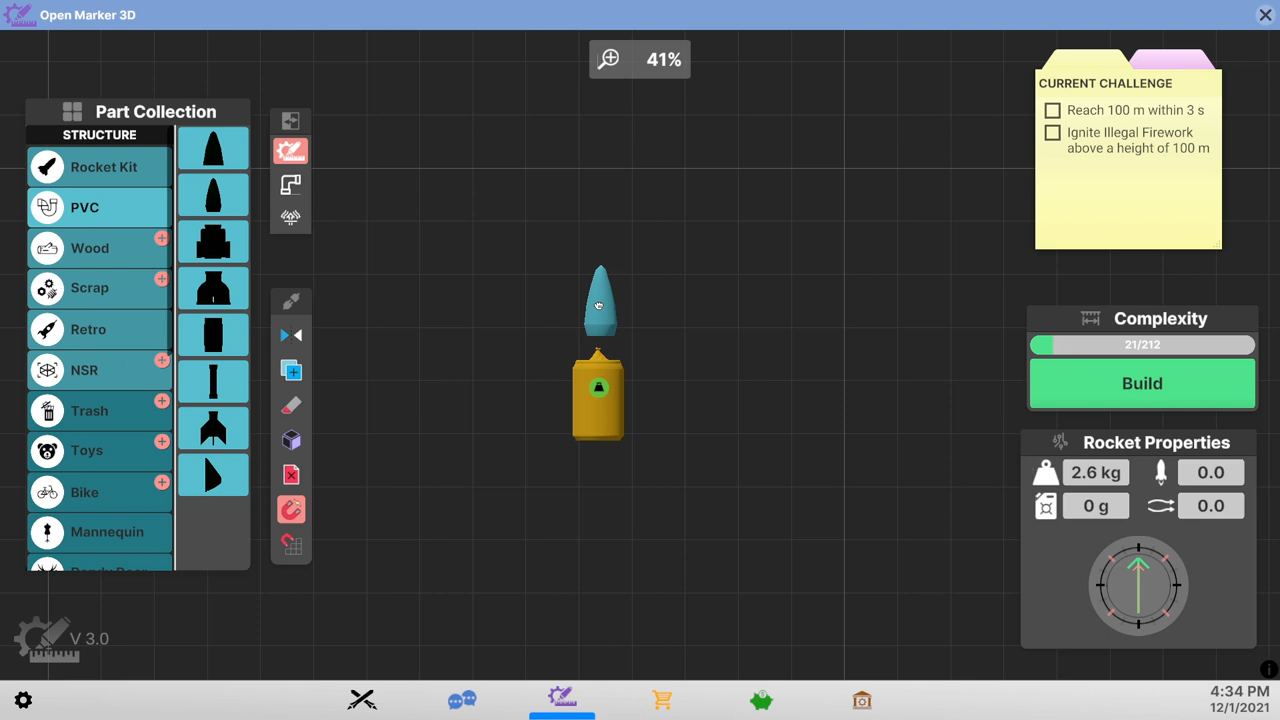 Open Marker 3D
41%
Part Collection
STRUCTURE
Rocket Kit
PVC
Wood
Scrap
Retro
NSR
Trash
Toys
Bike
Mannequin
CURRENT CHALLENGE
Reach 100 m within 3 s
Ignite Illegal Firework
above a height of 100 m
Complexity
21/212
Build
Rocket Properties
2.6 kg
0.0
0 g
0.0
V 3.0
4:34 PM
12/1/2021